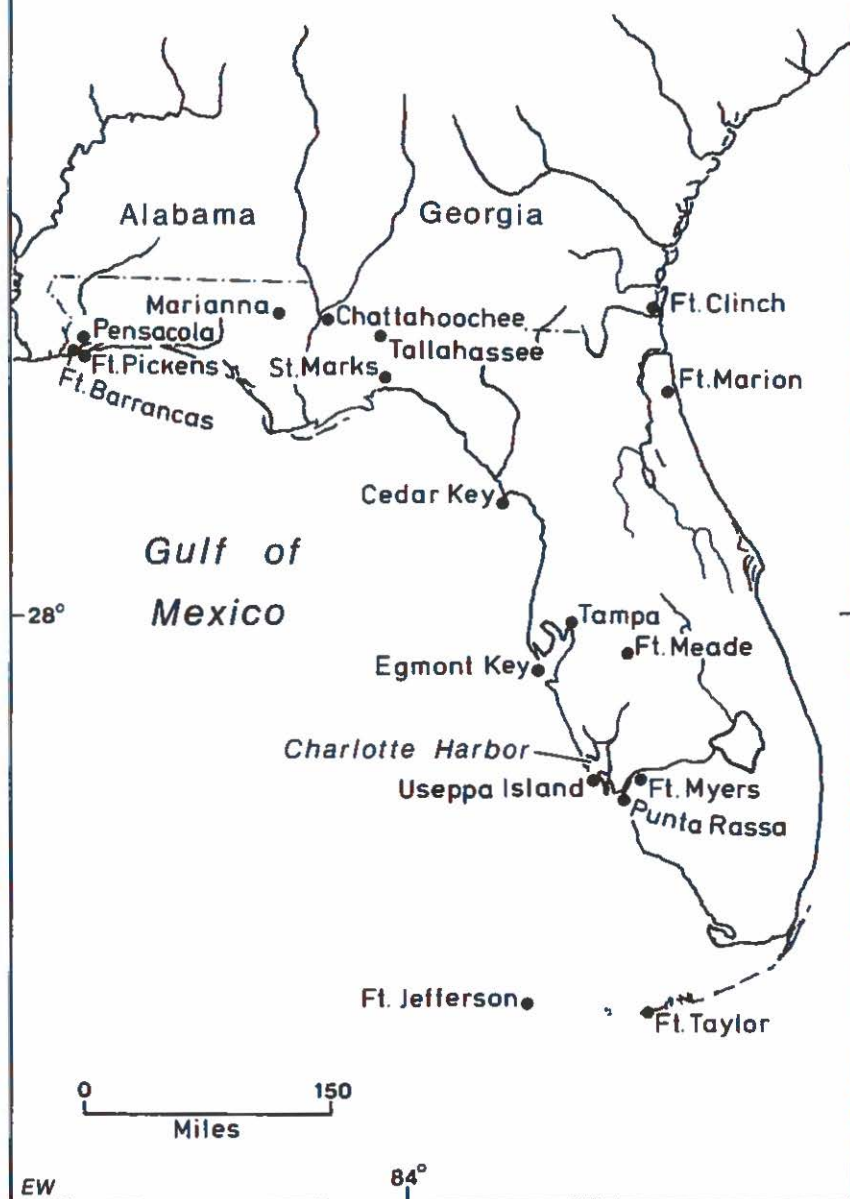 Alabama
Georgia
Marianna
Chattahoochee
Ft. Clinch
Pensacola
Tallahassee
Ft. Pickens
St. Marks
Ft. Marion
Ft. Barrancas
Cedar Key
Gulf of
Mexico
28°
Tampa
Ft. Meade
Egmont Key
Charlotte Harbor
Useppa Island
Ft. Myers
Punta Rassa
Ft. Jefferson
Ft. Taylor
0 150
Miles
84°
EW